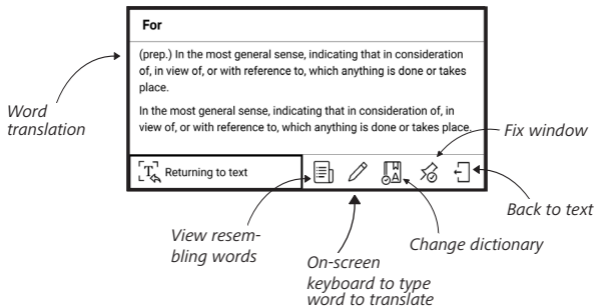 For
(prep.) In the most general sense, indicating that in consideration
of, in view of, or with reference to, which anything is done or takes
place.
In the most general sense, indicating that in consideration of, in
view of, or with reference to, which anything is done or takes place.
Word
translation
Fix window
Returning to text
Back to text
View resem-
bling words
Change dictionary
On-screen
keyboard to type
word to translate